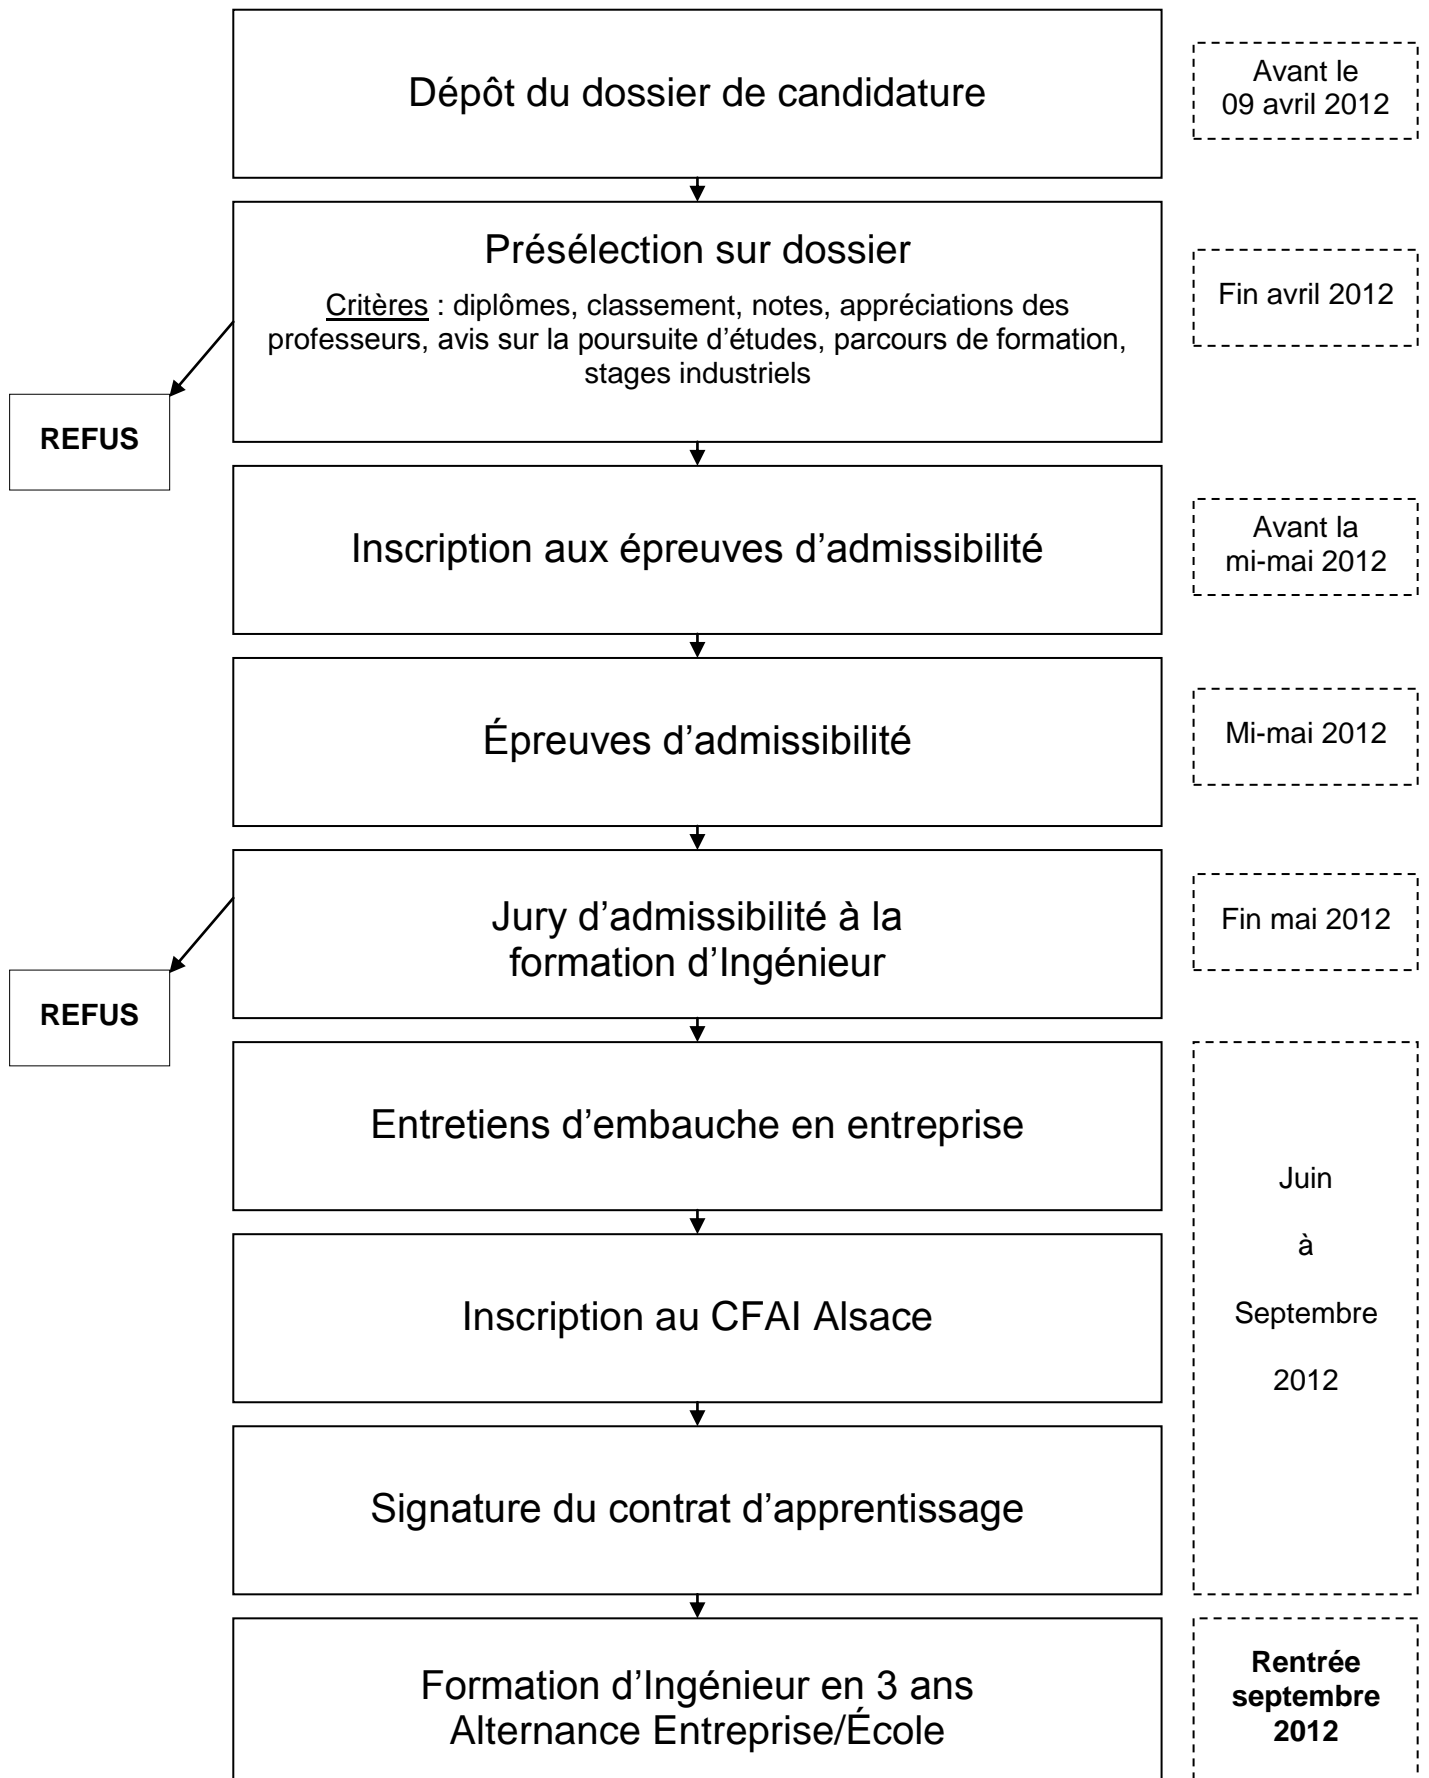 Dépôt du dossier de candidature
Avant le
09 avril 2012
Présélection sur dossier
Critères : diplômes, classement, notes, appréciations des
professeurs, avis sur la poursuite d’études, parcours de formation,
stages industriels
Fin avril 2012
REFUS
Inscription aux épreuves d’admissibilité
Avant la
mi-mai 2012
Épreuves d’admissibilité
Mi-mai 2012
Jury d’admissibilité à la
formation d’Ingénieur
Fin mai 2012
REFUS
Entretiens d’embauche en entreprise
Juin
à
Septembre
2012
Inscription au CFAI Alsace
Signature du contrat d’apprentissage
Formation d’Ingénieur en 3 ans
Alternance Entreprise/École
Rentrée
septembre
2012